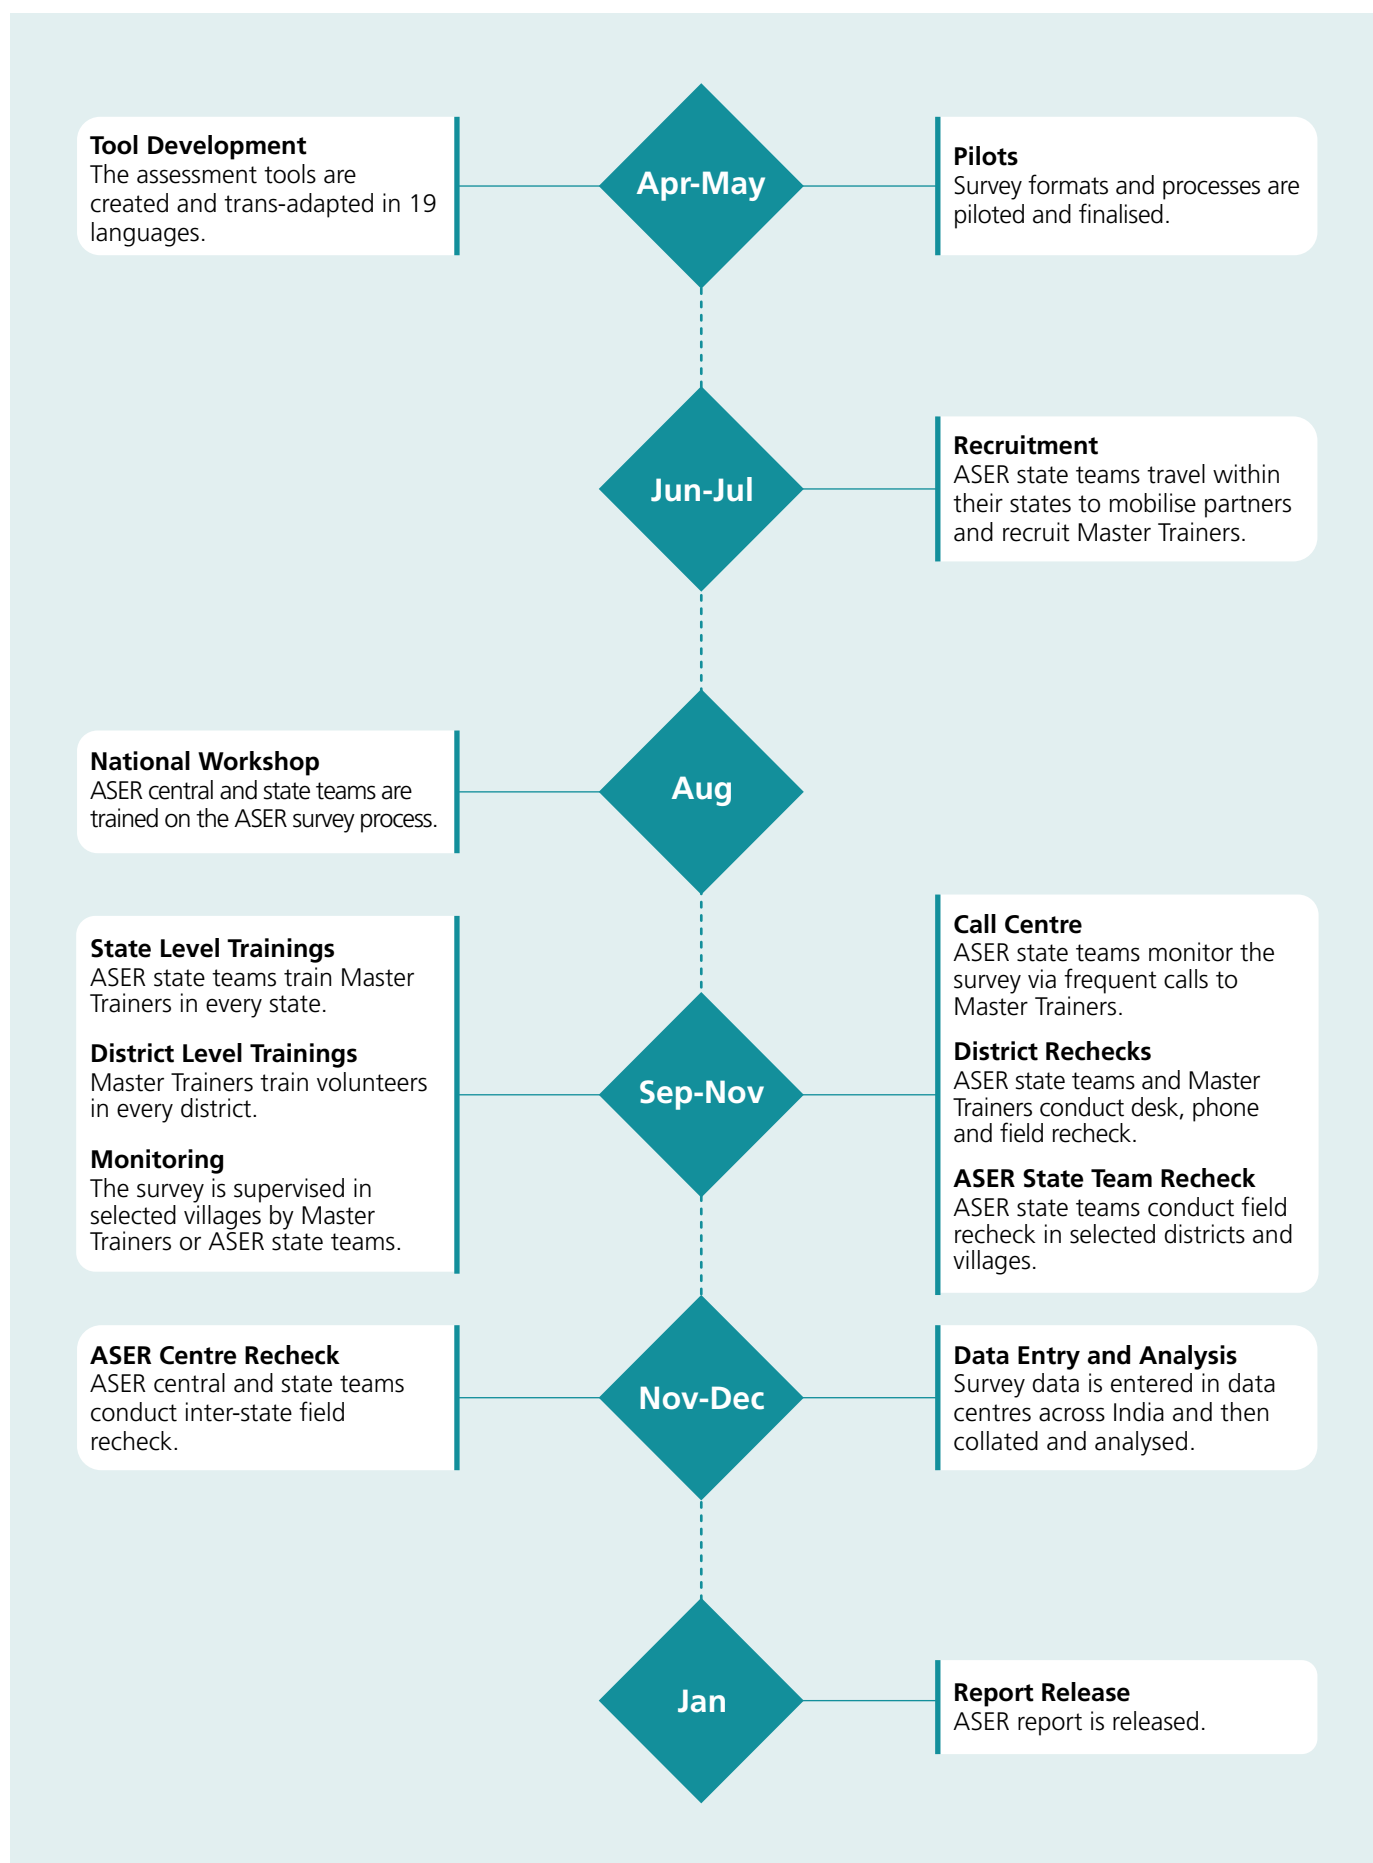 Tool Development
The assessment tools are
created and trans-adapted in 19
languages.
Apr-May
Pilots
Survey formats and processes are
piloted and finalised.
Jun-Jul
Recruitment
ASER state teams travel within
their states to mobilise partners
and recruit Master Trainers.
National Workshop
ASER central and state teams are
trained on the ASER survey process.
Aug
State Level Trainings
ASER state teams train Master
Trainers in every state.
District Level Trainings
Master Trainers train volunteers
in every district.
Monitoring
The survey is supervised in
selected villages by Master
Trainers or ASER state teams.
Sep-Nov
Call Centre
ASER state teams monitor the
survey via frequent calls to
Master Trainers.
District Rechecks
ASER state teams and Master
Trainers conduct desk, phone
and field recheck.
ASER State Team Recheck
ASER state teams conduct field
recheck in selected districts and
villages.
ASER Centre Recheck
ASER central and state teams
conduct inter-state field
recheck.
Nov-Dec
Data Entry and Analysis
Survey data is entered in data
centres across India and then
collated and analysed.
Jan
Report Release
ASER report is released.